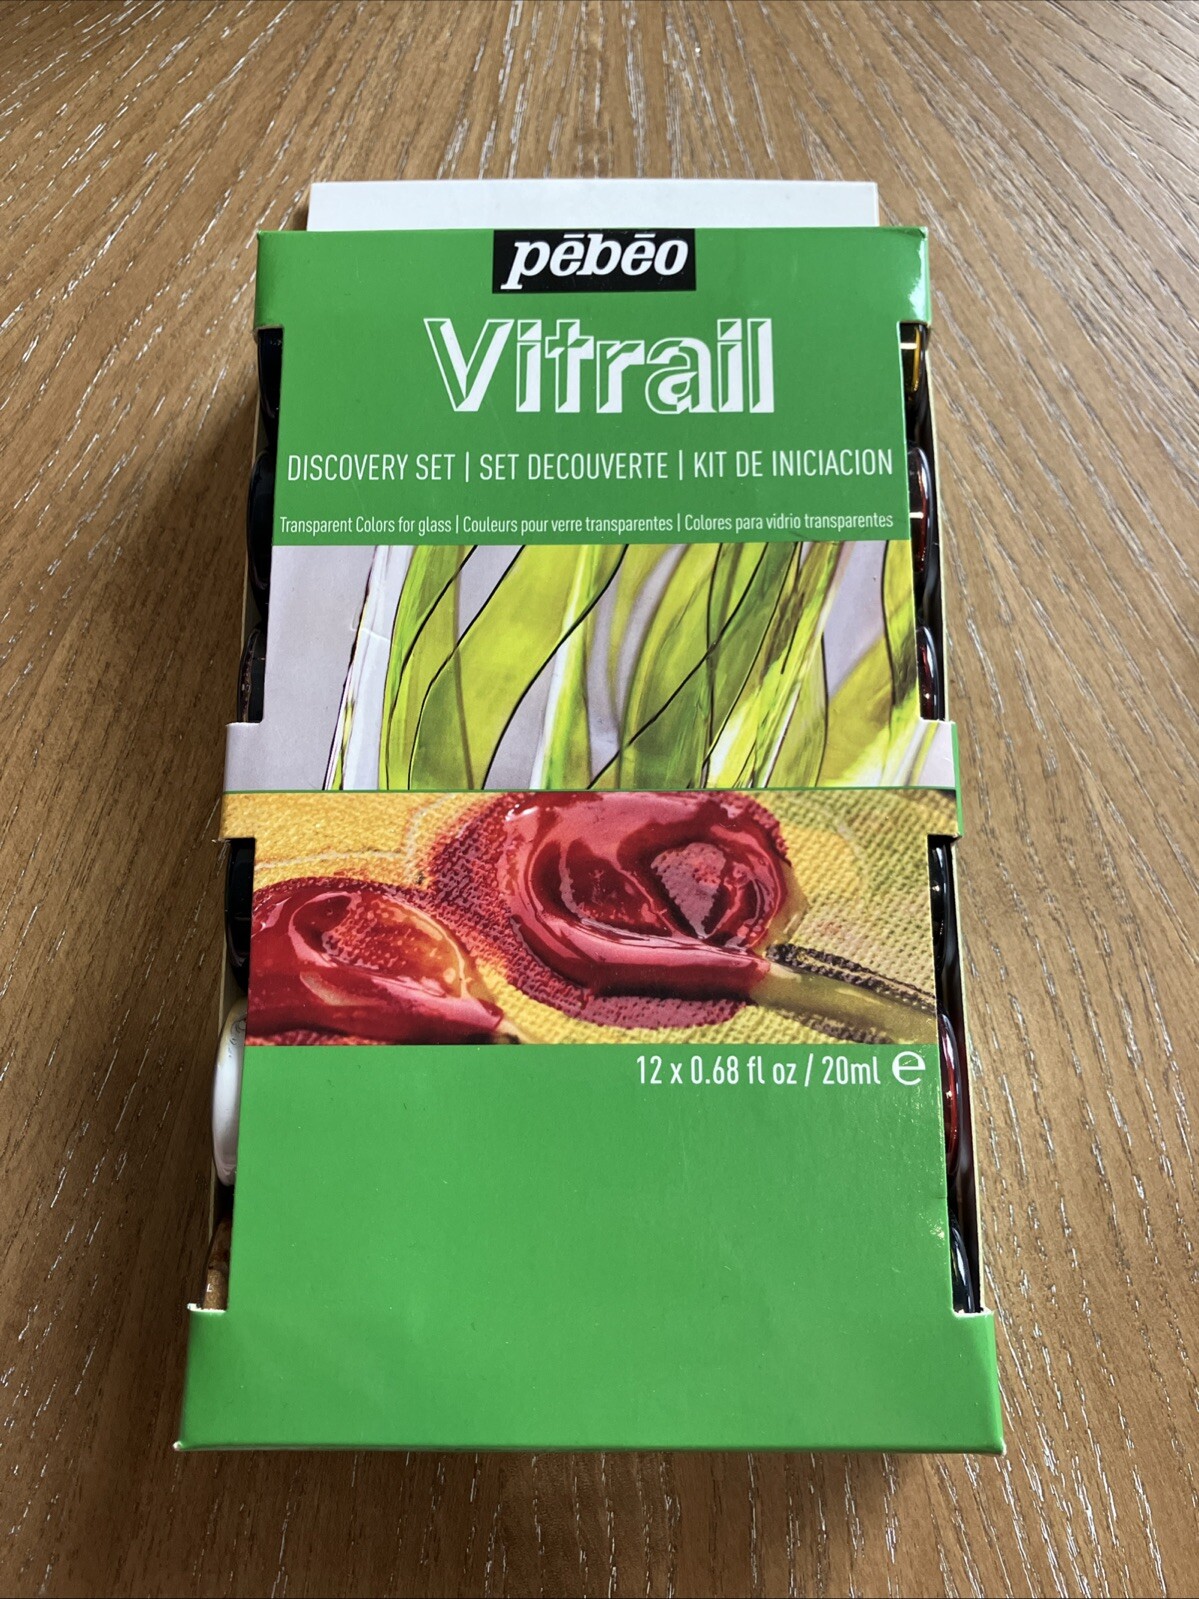 pēbēo
Vitrail
DISCOVERY SET | SET DECOUVERTE | KIT DE INICIACION
Transparent Colors for glass | Couleurs pour verre transparentes | Colores para vidrio transparentes
12 x 0.68 fl oz / 20ml ℮